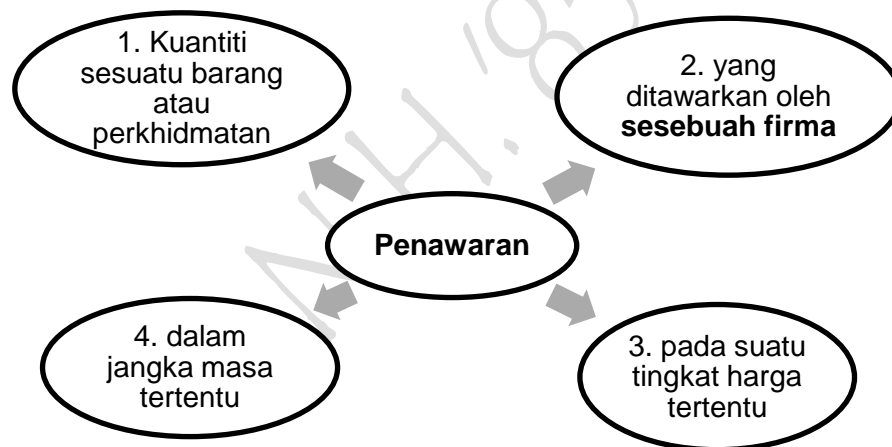 1. Kuantiti
sesuatu barang
atau
perkhidmatan
2. yang
ditawarkan oleh
sesebuah firma
Penawaran
4. dalam
jangka masa
tertentu
3. pada suatu
tingkat harga
tertentu